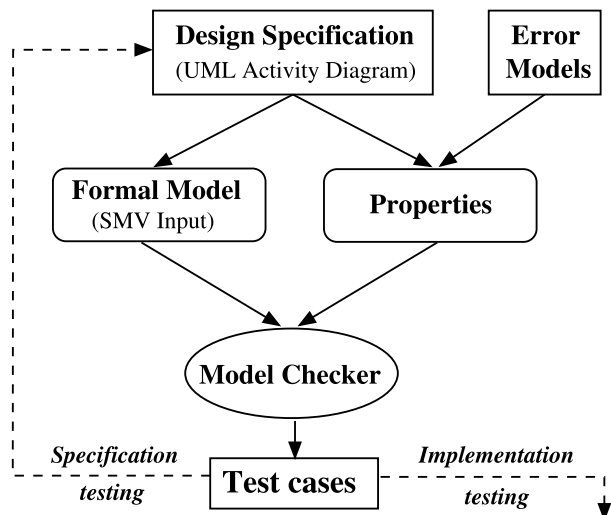 Design Specification
(UML Activity Diagram)
Error
Models
Formal Model
(SMV Input)
Properties
Model Checker
Specification
testing
Test cases
Implementation
testing